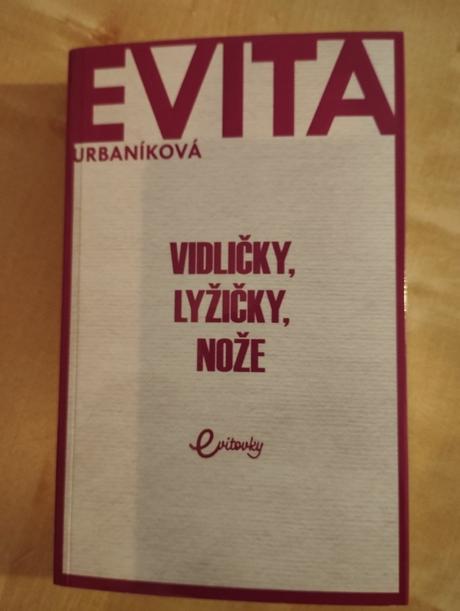 EVITA
URBANÍKOVÁ
VIDLIČKY,
LYŽIČKY,
NOŽE
evitovky